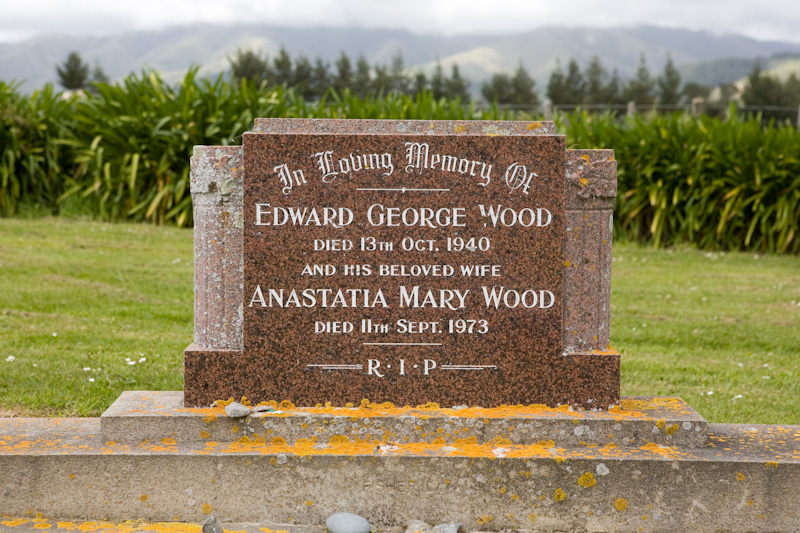 In Loving Memory Of
EDWARD GEORGE WOOD
DIED 13TH OCT. 1940
AND HIS BELOVED WIFE
ANASTATIA MARY WOOD
DIED 11TH SEPT. 1973
R·I·P